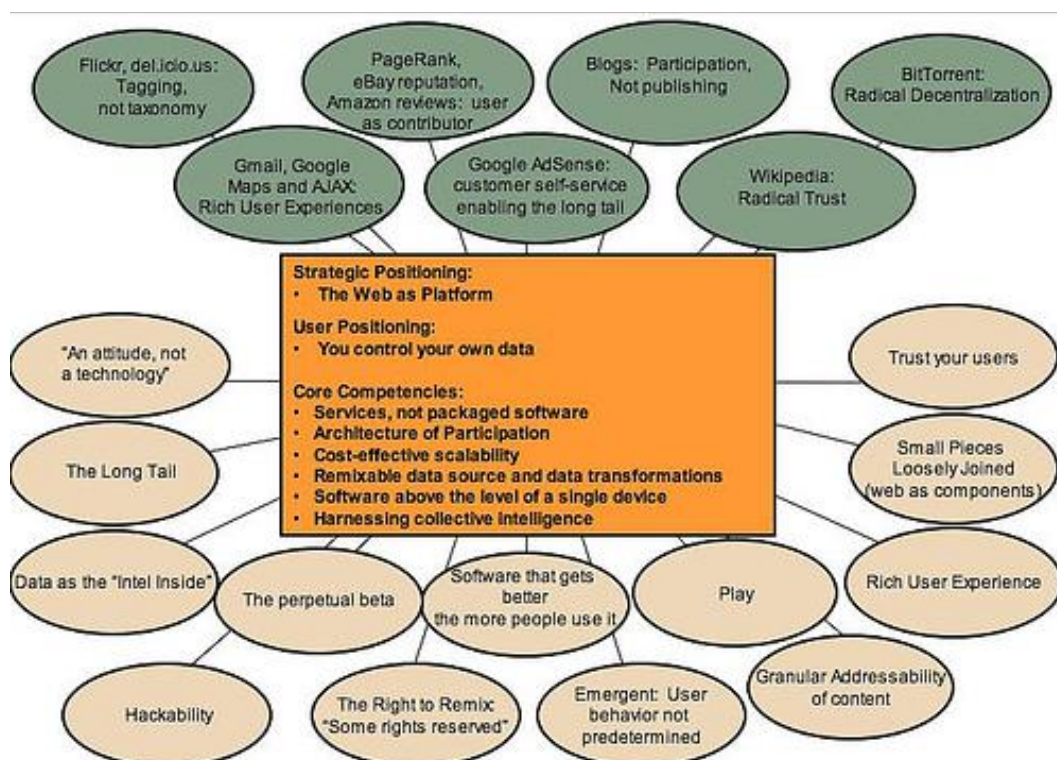 Flickr, del.icio.us:
Tagging,
not taxonomy
PageRank,
eBay reputation,
Amazon reviews: user
as contributor
Blogs: Participation,
Not publishing
BitTorrent:
Radical Decentralization
Gmail, Google
Maps and AJAX:
Rich User Experiences
Google AdSense:
customer self-service
enabling the long tail
Wikipedia:
Radical Trust
Strategic Positioning:
• The Web as Platform
User Positioning:
• You control your own data
Core Competencies:
• Services, not packaged software
• Architecture of Participation
• Cost-effective scalability
• Remixable data source and data transformations
• Software above the level of a single device
• Harnessing collective intelligence
"An attitude, not
a technology"
Trust your users
The Long Tail
Small Pieces
Loosely Joined
(web as components)
Data as the "Intel Inside"
The perpetual beta
Software that gets
better
the more people use it
Play
Rich User Experience
Hackability
The Right to Remix:
"Some rights reserved"
Emergent: User
behavior not
predetermined
Granular Addressability
of content